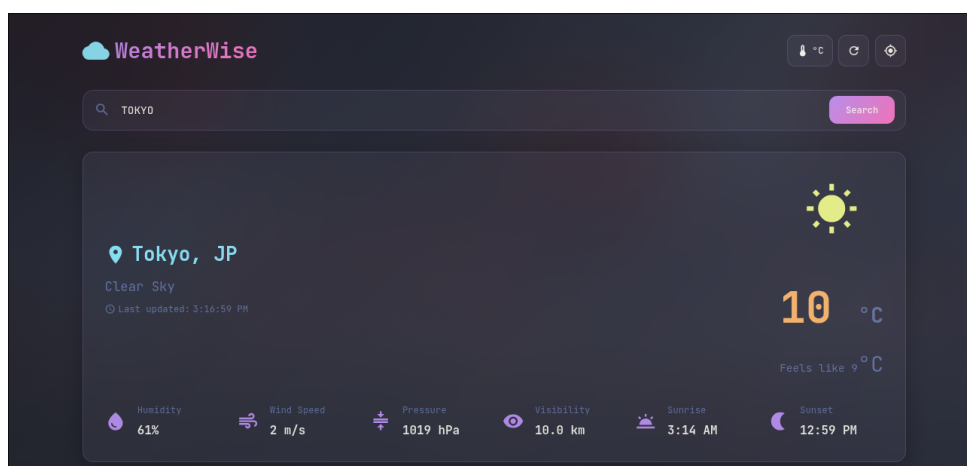 WeatherWise
°C
TOKYO
Search
Tokyo, JP
Clear Sky
Last updated: 3:16:59 PM
10 °C
Feels like 9°C
Humidity
61%
Wind Speed
2 m/s
Pressure
1019 hPa
Visibility
10.0 km
Sunrise
3:14 AM
Sunset
12:59 PM